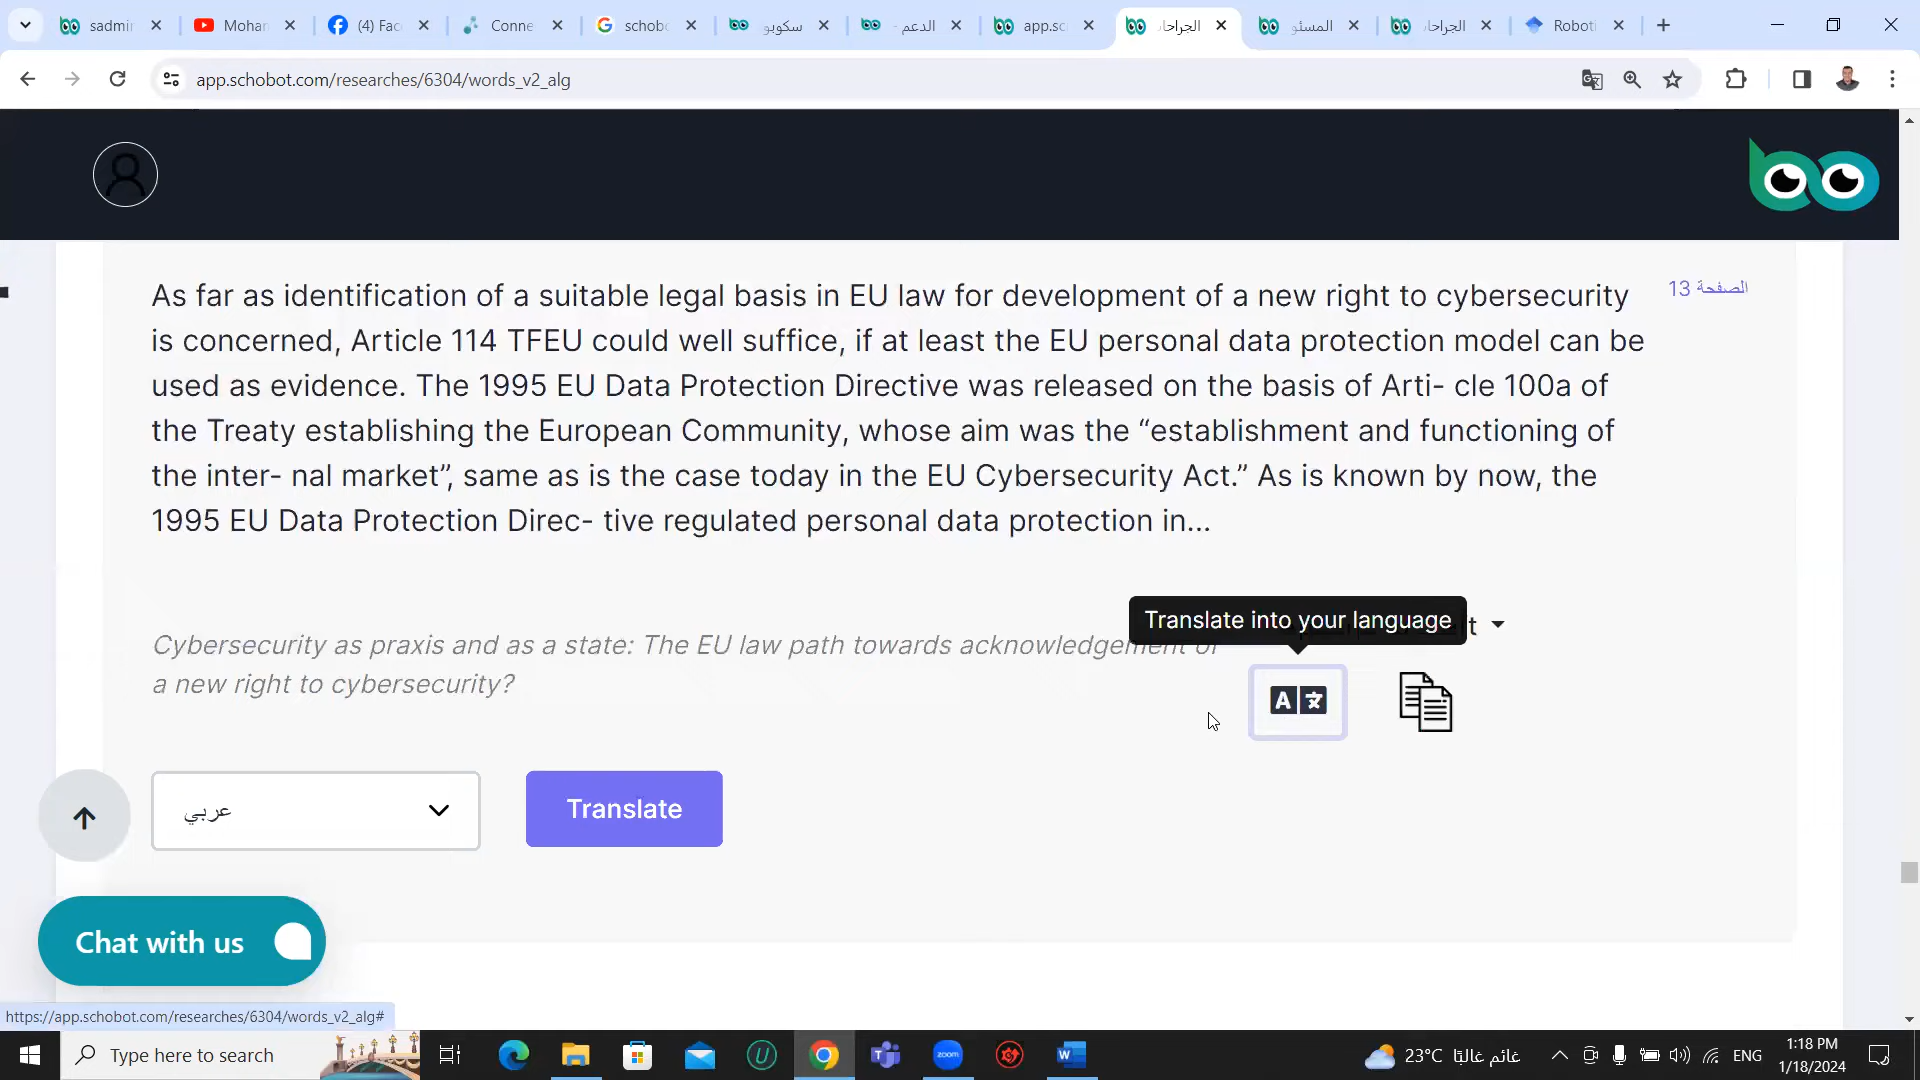 sadmir
Mohar
(4) Fac
Conne
schobo
سكوبو
الدعم -
app.sc
الجراحا
المسئو
الجراحا
Roboti
app.schobot.com/researches/6304/words_v2_alg
As far as identification of a suitable legal basis in EU law for development of a new right to cybersecurity
is concerned, Article 114 TFEU could well suffice, if at least the EU personal data protection model can be
used as evidence. The 1995 EU Data Protection Directive was released on the basis of Arti- cle 100a of
the Treaty establishing the European Community, whose aim was the “establishment and functioning of
the inter- nal market”, same as is the case today in the EU Cybersecurity Act.” As is known by now, the
1995 EU Data Protection Direc- tive regulated personal data protection in...
الصفحة 13
Translate into your language
Cybersecurity as praxis and as a state: The EU law path towards acknowledgement of
a new right to cybersecurity?
عربي
Translate
Chat with us
https://app.schobot.com/researches/6304/words_v2_alg#
Type here to search
zoom
23°C غائم غالبًا
ENG
1:18 PM
1/18/2024